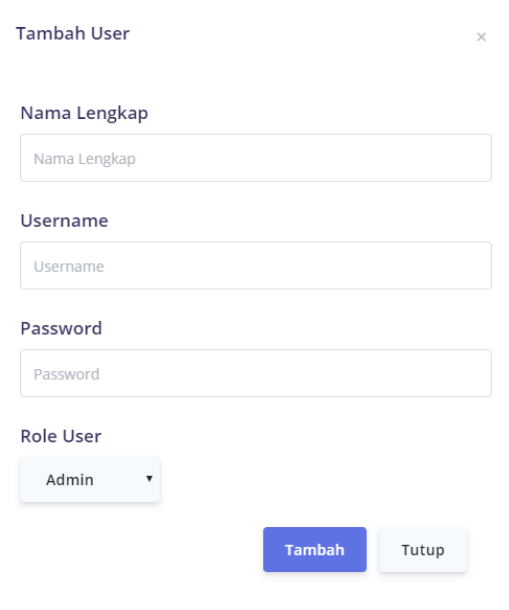 Tambah User
×
Nama Lengkap
Nama Lengkap
Username
Username
Password
Password
Role User
Admin ▼
Tambah Tutup